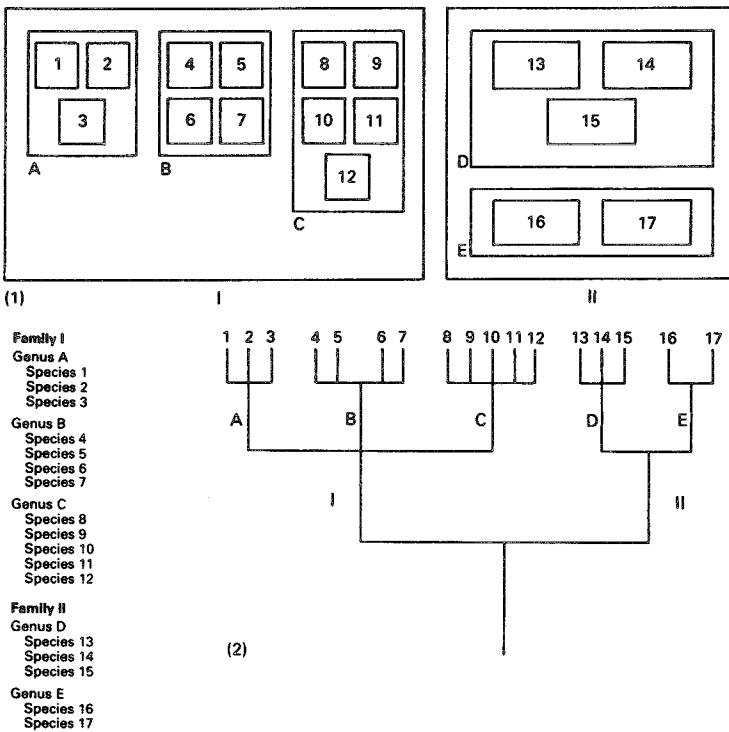 1 2 4 5 8 9 13 14
3 6 7 10 11 15
12
A B D
C 16 17
E
(1) I II
Family I
Genus A
Species 1
Species 2
Species 3
Genus B
Species 4
Species 5
Species 6
Species 7
Genus C
Species 8
Species 9
Species 10
Species 11
Species 12
Family II
Genus D
Species 13
Species 14
Species 15
Genus E
Species 16
Species 17
1 2 3 4 5 6 7 8 9 10 11 12 13 14 15 16 17
A B C D E
I II
(2)